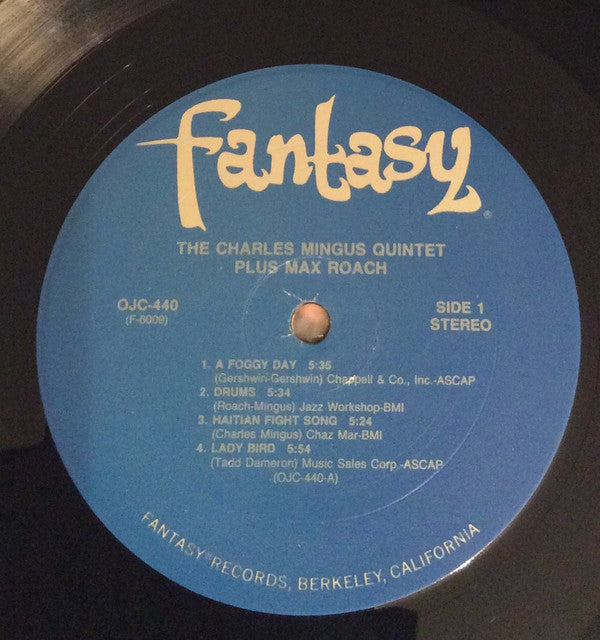 fantasy®
THE CHARLES MINGUS QUINTET
PLUS MAX ROACH
OJC-440
(F-6009)
SIDE 1
STEREO
1. A FOGGY DAY 5:35
(Gershwin-Gershwin) Chappell & Co., Inc.-ASCAP
2. DRUMS 5:34
(Roach-Mingus) Jazz Workshop-BMI
3. HAITIAN FIGHT SONG 5:24
(Charles Mingus) Chaz Mar-BMI
4. LADY BIRD 5:54
(Tadd Dameron) Music Sales Corp.-ASCAP
(OJC-440-A)
FANTASY® RECORDS, BERKELEY, CALIFORNIA